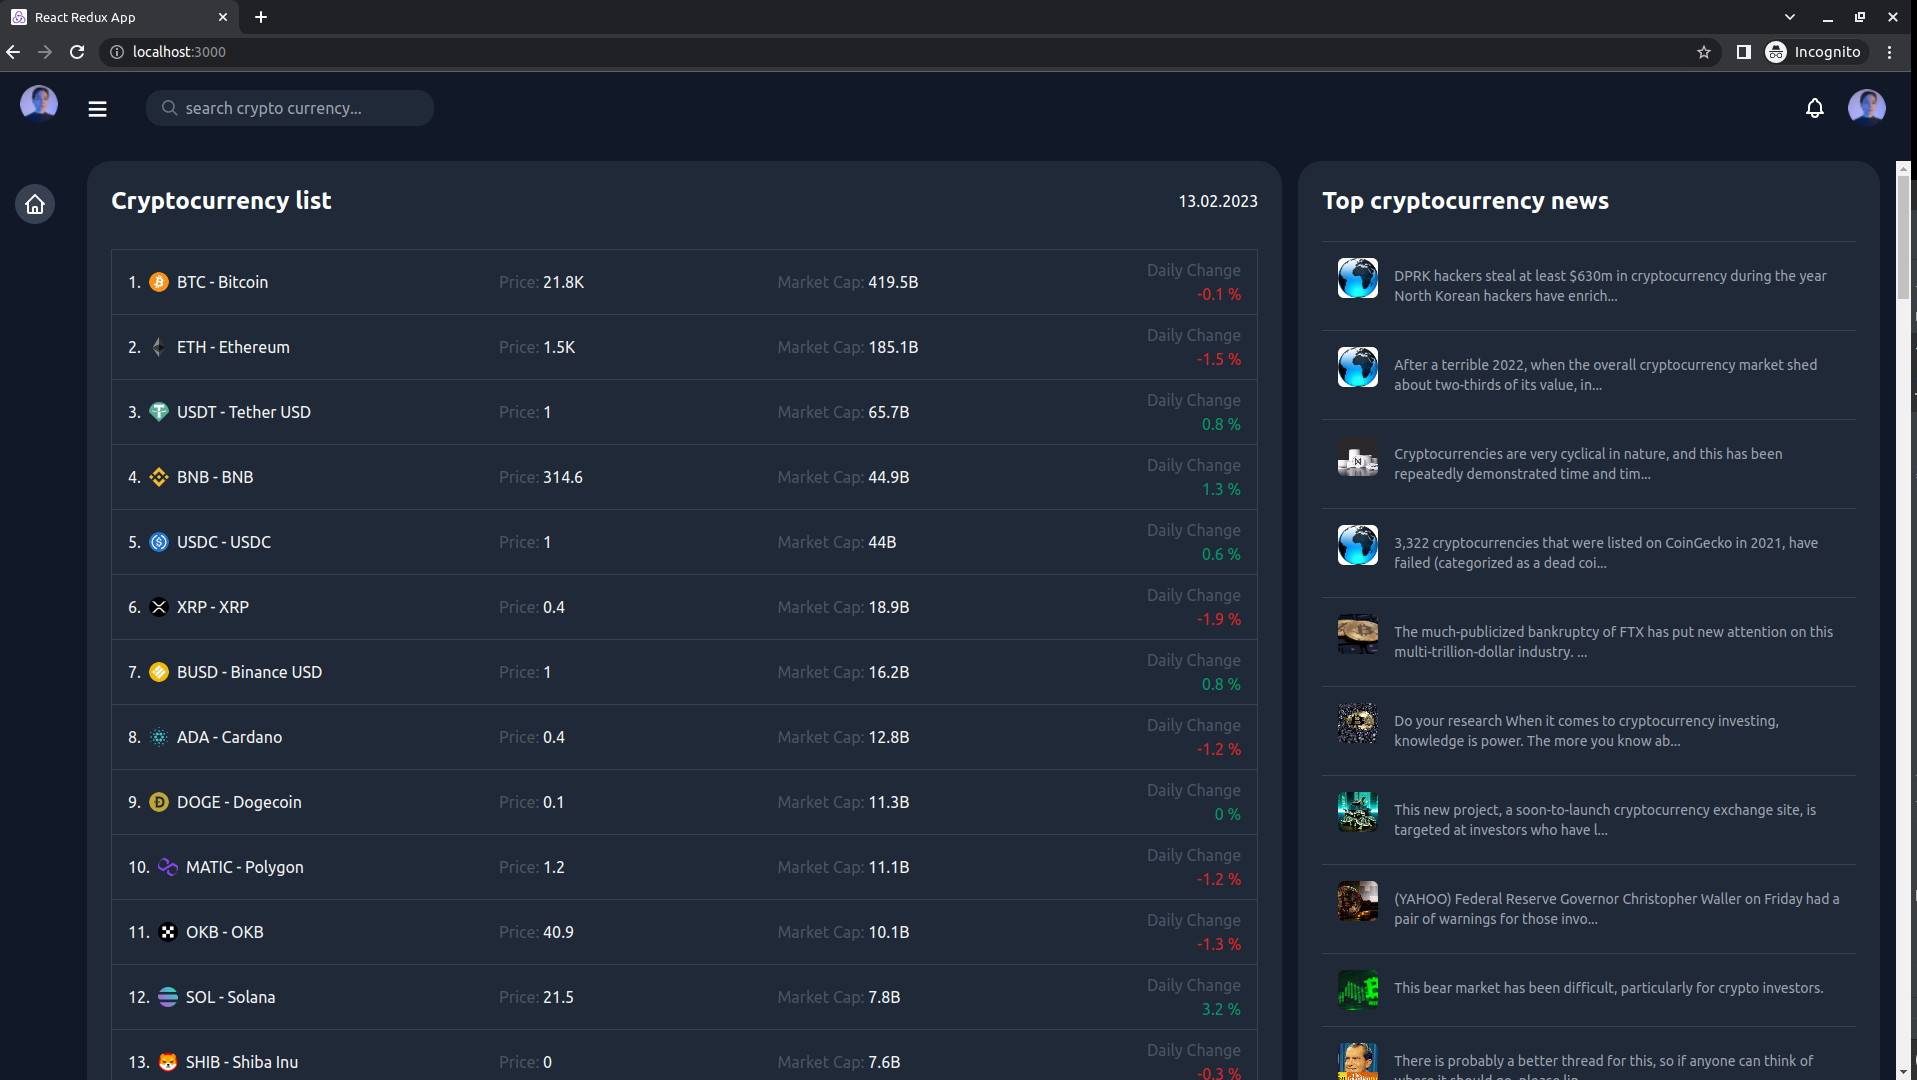 React Redux App
localhost:3000
Incognito
search crypto currency...
Cryptocurrency list
13.02.2023
1. BTC - Bitcoin Price: 21.8K Market Cap: 419.5B Daily Change
-0.1 %
2. ETH - Ethereum Price: 1.5K Market Cap: 185.1B Daily Change
-1.5 %
3. USDT - Tether USD Price: 1 Market Cap: 65.7B Daily Change
0.8 %
4. BNB - BNB Price: 314.6 Market Cap: 44.9B Daily Change
1.3 %
5. USDC - USDC Price: 1 Market Cap: 44B Daily Change
0.6 %
6. XRP - XRP Price: 0.4 Market Cap: 18.9B Daily Change
-1.9 %
7. BUSD - Binance USD Price: 1 Market Cap: 16.2B Daily Change
0.8 %
8. ADA - Cardano Price: 0.4 Market Cap: 12.8B Daily Change
-1.2 %
9. DOGE - Dogecoin Price: 0.1 Market Cap: 11.3B Daily Change
0 %
10. MATIC - Polygon Price: 1.2 Market Cap: 11.1B Daily Change
-1.2 %
11. OKB - OKB Price: 40.9 Market Cap: 10.1B Daily Change
-1.3 %
12. SOL - Solana Price: 21.5 Market Cap: 7.8B Daily Change
3.2 %
13. SHIB - Shiba Inu Price: 0 Market Cap: 7.6B Daily Change
-0.3 %
Top cryptocurrency news
DPRK hackers steal at least $630m in cryptocurrency during the year
North Korean hackers have enrich...
After a terrible 2022, when the overall cryptocurrency market shed
about two-thirds of its value, in...
Cryptocurrencies are very cyclical in nature, and this has been
repeatedly demonstrated time and tim...
3,322 cryptocurrencies that were listed on CoinGecko in 2021, have
failed (categorized as a dead coi...
The much-publicized bankruptcy of FTX has put new attention on this
multi-trillion-dollar industry. ...
Do your research When it comes to cryptocurrency investing,
knowledge is power. The more you know ab...
This new project, a soon-to-launch cryptocurrency exchange site, is
targeted at investors who have l...
(YAHOO) Federal Reserve Governor Christopher Waller on Friday had a
pair of warnings for those invo...
This bear market has been difficult, particularly for crypto investors.
There is probably a better thread for this, so if anyone can think of
where it should go, please lin...